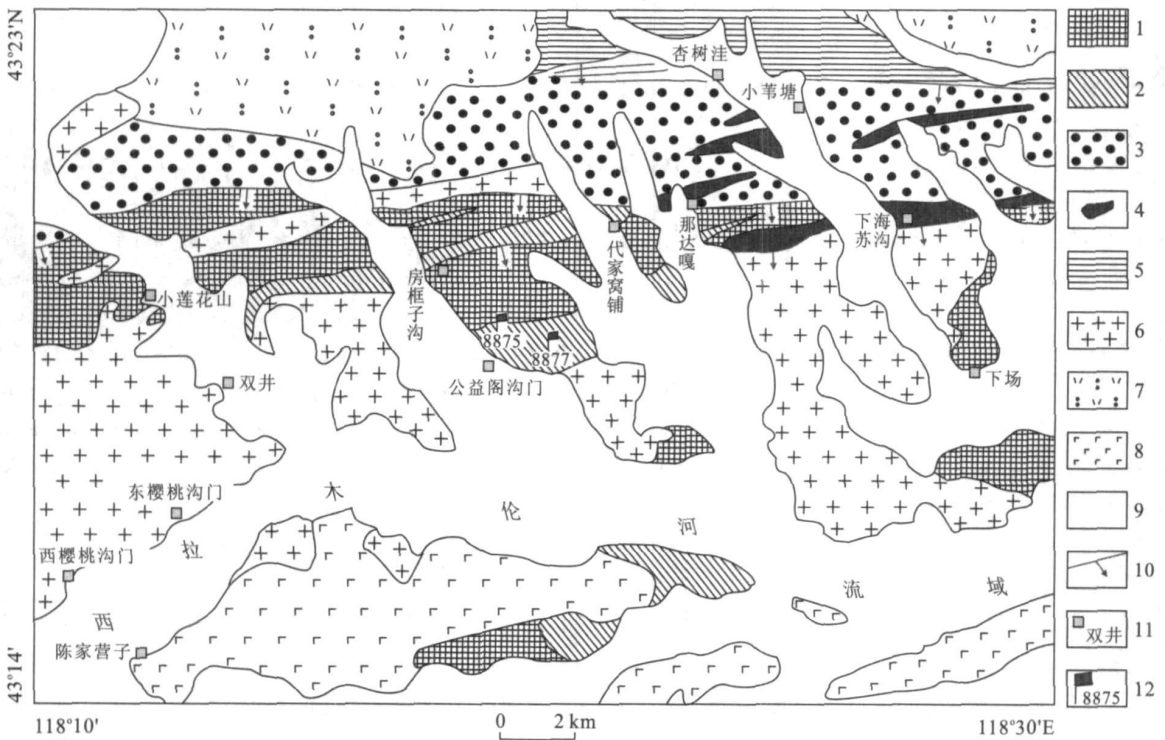 43°23′N
杏树洼
小苇塘
下海苏沟
那达嘎
代家窝铺
房框子沟
小莲花山
8875
8877
双井
公益阁沟门
下场
东樱桃沟门
西樱桃沟门
西拉木伦河流域
陈家营子
43°14′
118°10′
0 2 km
118°30′E
1
2
3
4
5
6
7
8
9
10
双井 11
8875 12